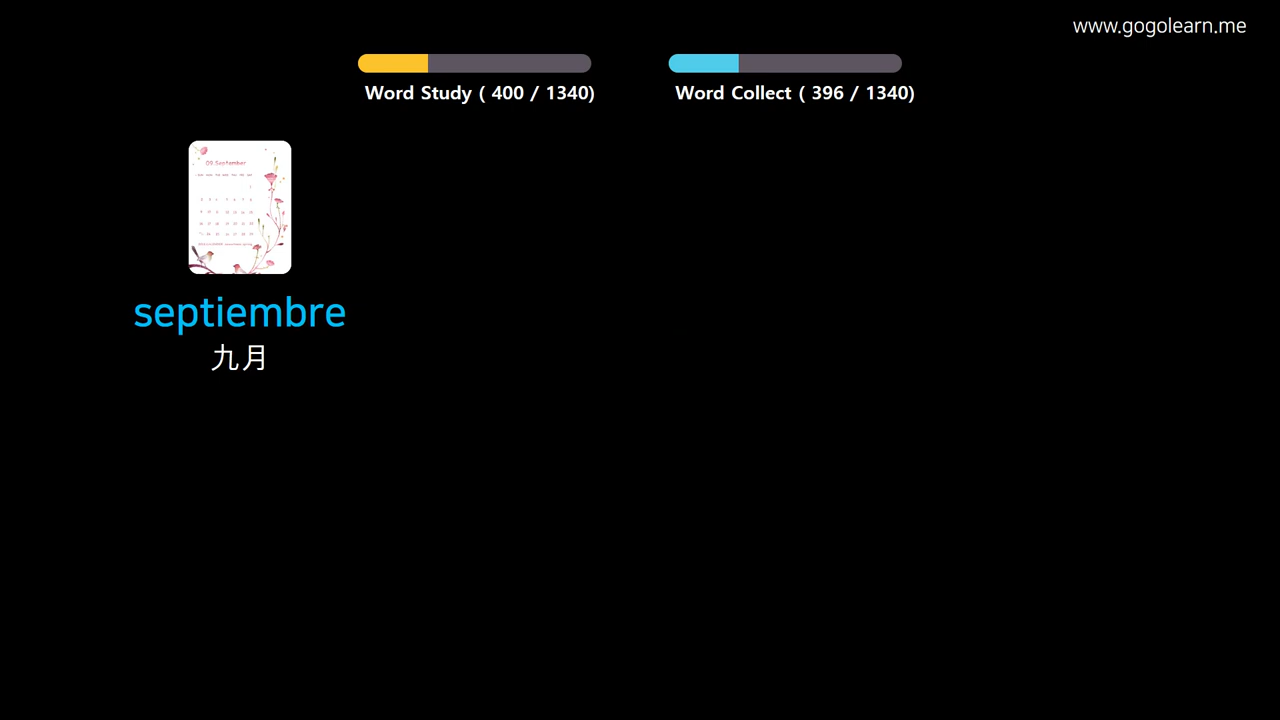 www.gogolearn.me
Word Study ( 400 / 1340)
Word Collect ( 396 / 1340)
09 September
septiembre
九月